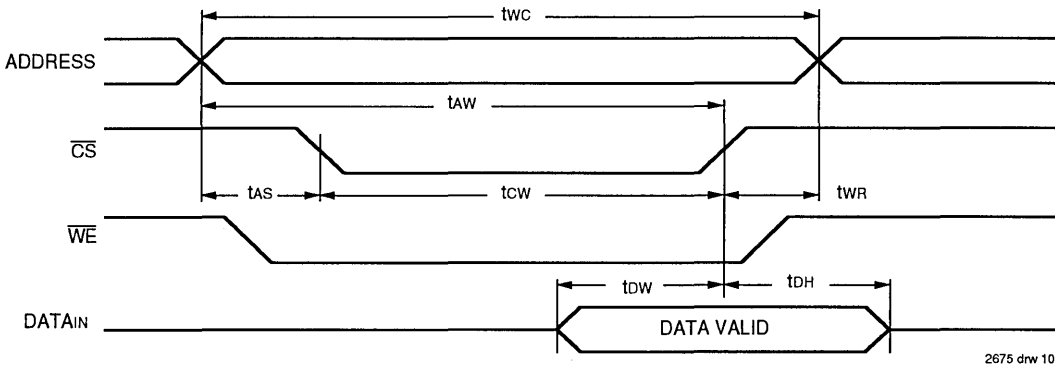 tWC
ADDRESS
tAW
CS
tAS tCW tWR
WE
tDW tDH
DATAIN DATA VALID
2675 drw 10